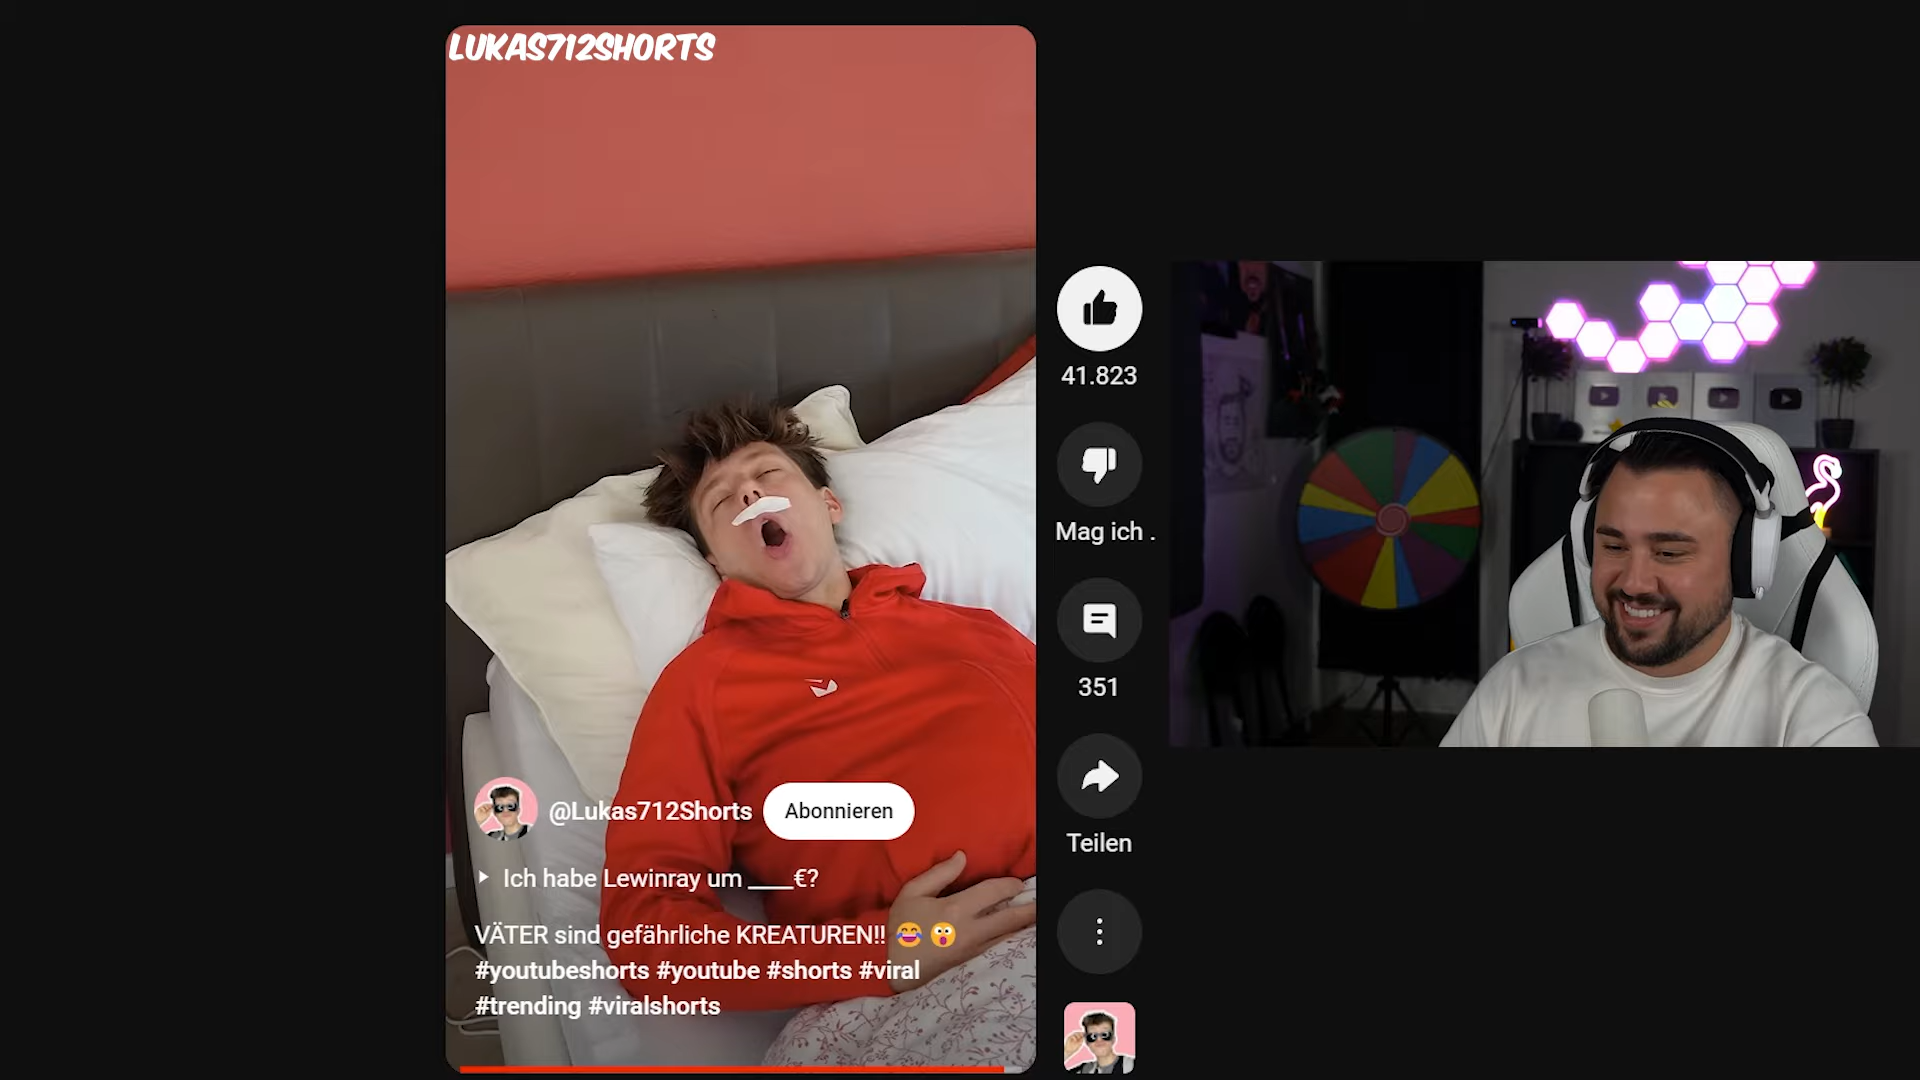 LUKAS712SHORTS
41.823
Mag ich .
351
Teilen
@Lukas712Shorts
Abonnieren
Ich habe Lewinray um ____€?
VÄTER sind gefährliche KREATUREN!! 😂 😲
#youtubeshorts #youtube #shorts #viral
#trending #viralshorts